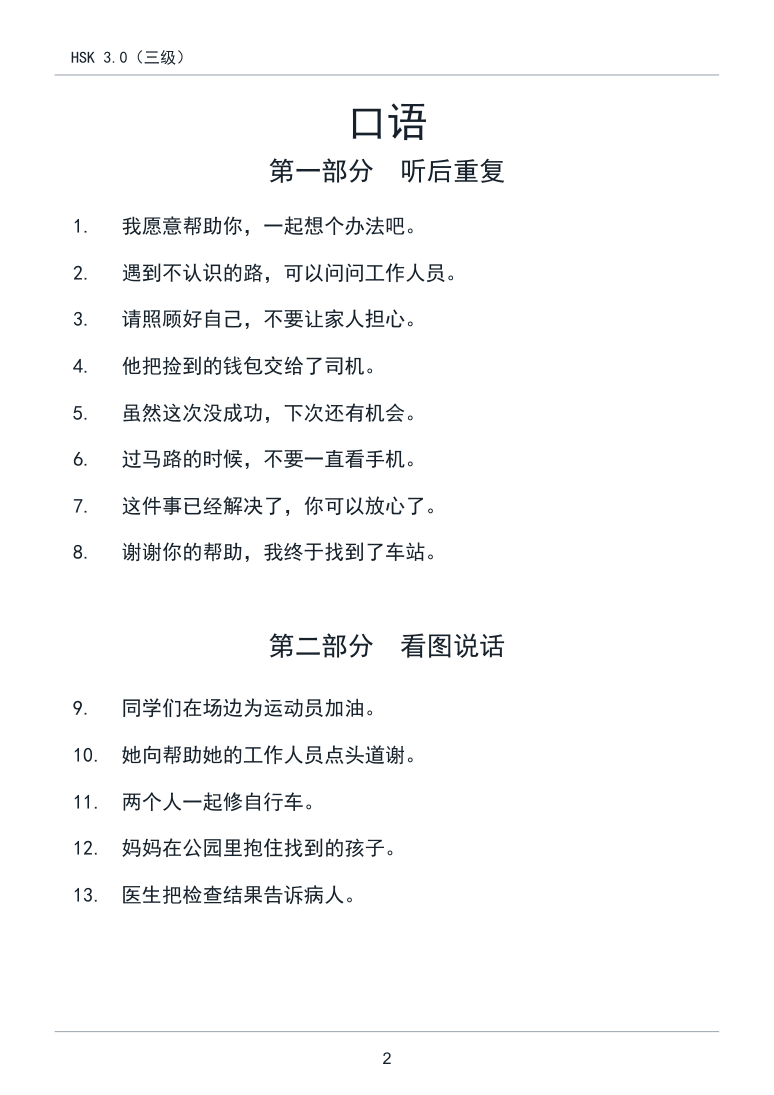 HSK 3.0（三级）
口语
第一部分　听后重复
1. 我愿意帮助你，一起想个办法吧。
2. 遇到不认识的路，可以问问工作人员。
3. 请照顾好自己，不要让家人担心。
4. 他把捡到的钱包交给了司机。
5. 虽然这次没成功，下次还有机会。
6. 过马路的时候，不要一直看手机。
7. 这件事已经解决了，你可以放心了。
8. 谢谢你的帮助，我终于找到了车站。
第二部分　看图说话
9. 同学们在场边为运动员加油。
10. 她向帮助她的工作人员点头道谢。
11. 两个人一起修自行车。
12. 妈妈在公园里抱住找到的孩子。
13. 医生把检查结果告诉病人。
2